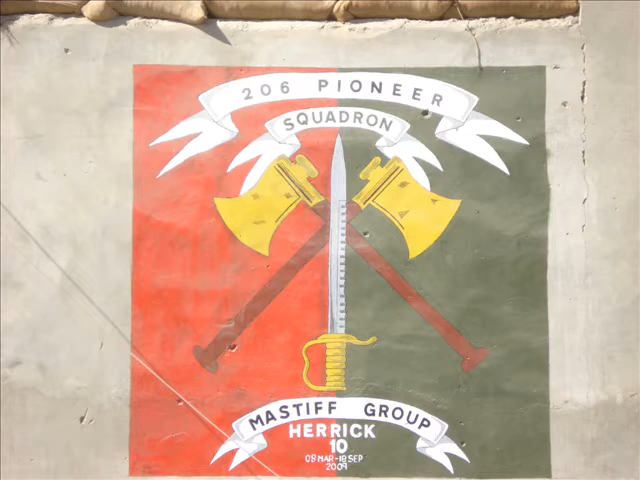 206 PIONEER
SQUADRON
MASTIFF GROUP
HERRICK
10
08 MAR-18 SEP
2009